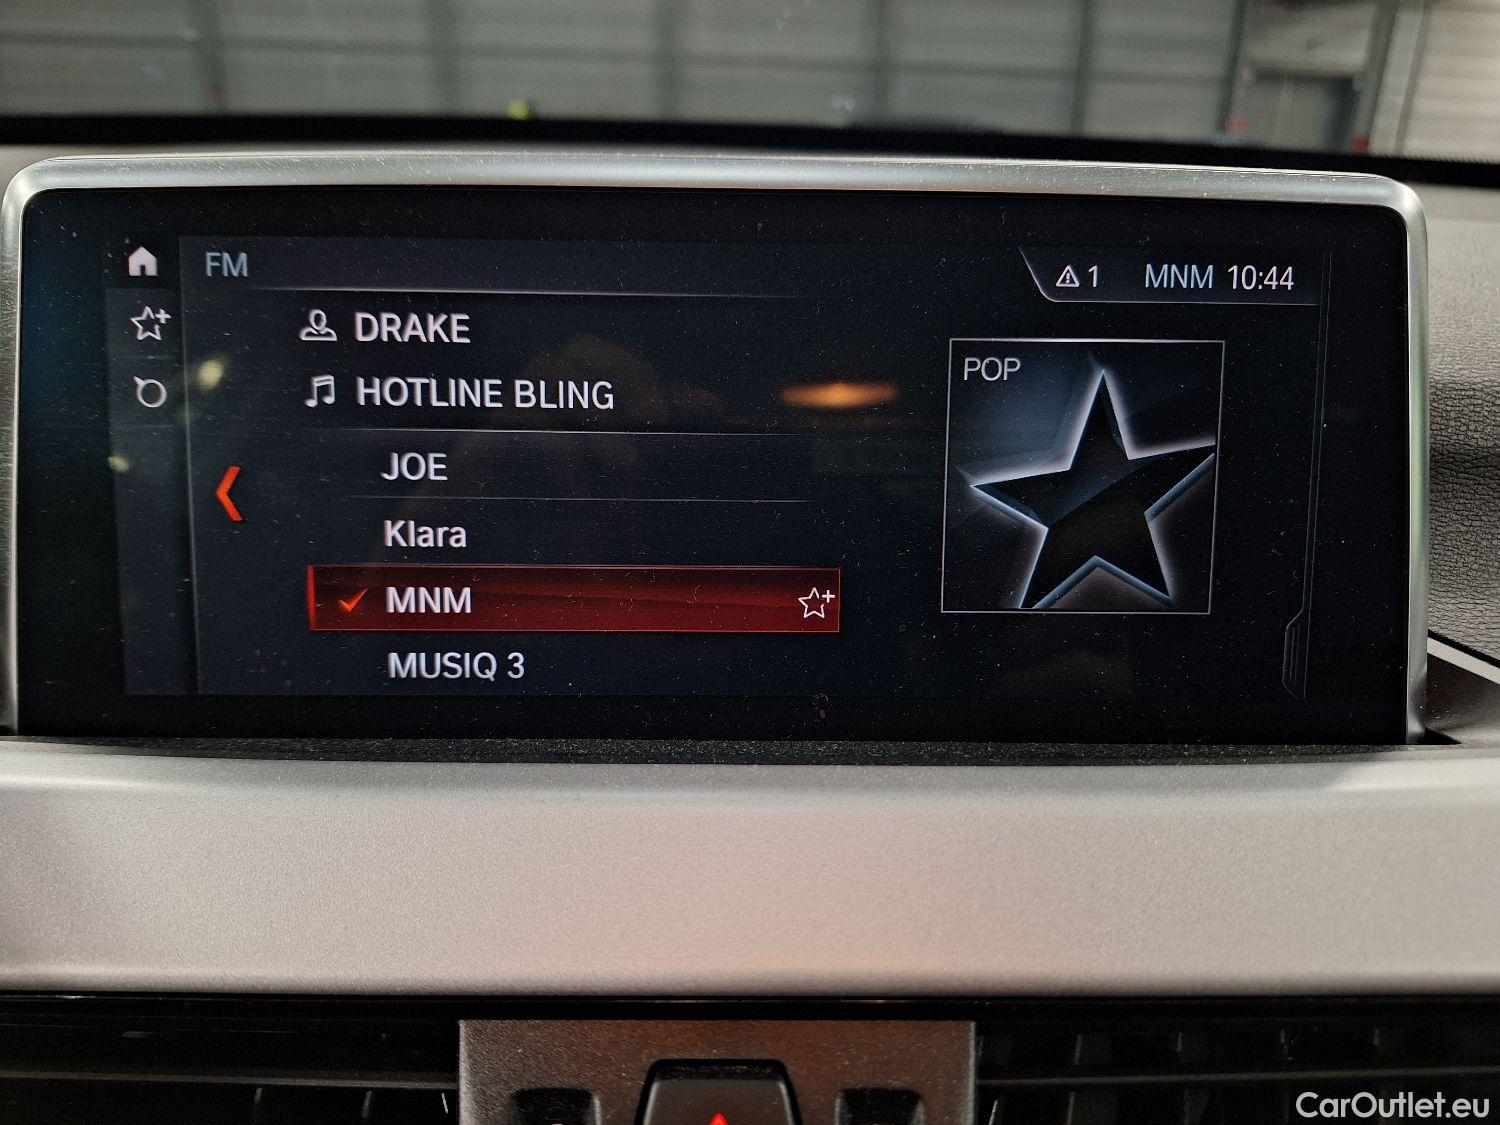 FM
1 MNM 10:44
DRAKE
HOTLINE BLING
POP
JOE
Klara
MNM
MUSIQ 3
CarOutlet.eu